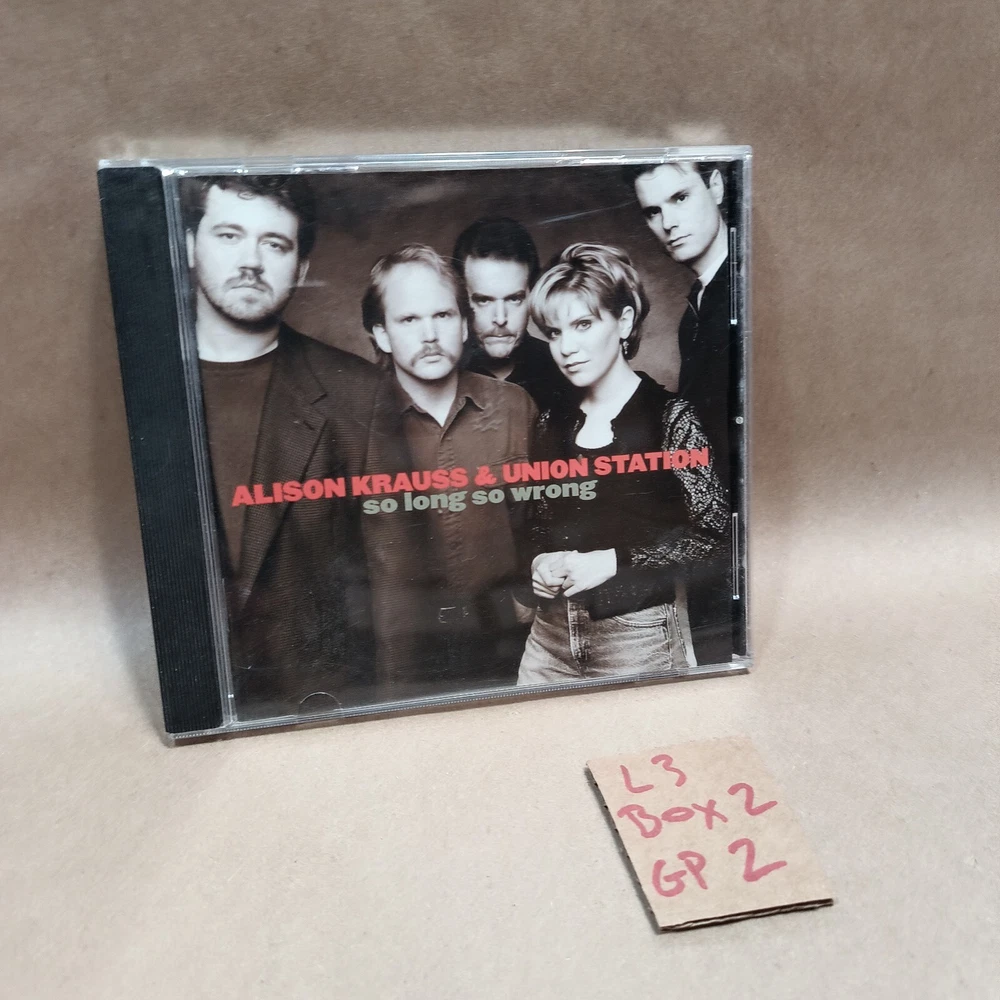 ALISON KRAUSS & UNION STATION
so long so wrong
L3
BOX 2
GP 2